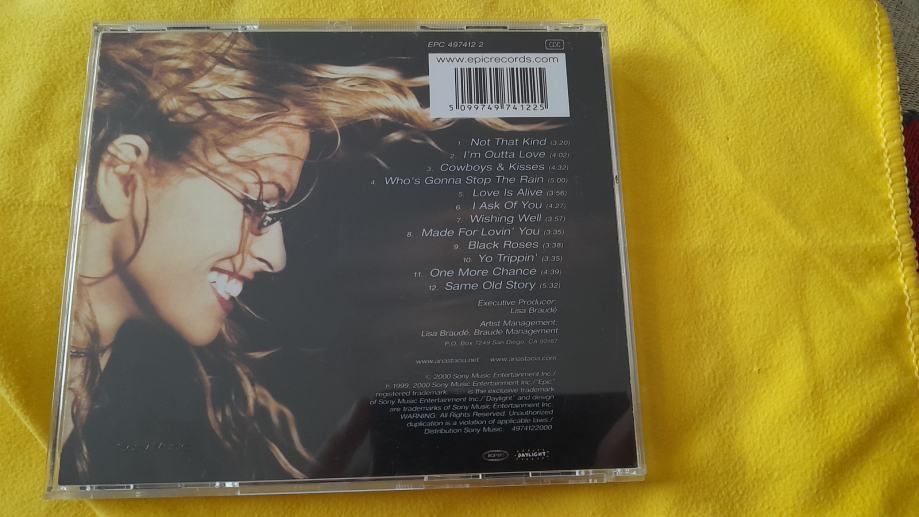 EPC 497412 2
CDC
www.epicrecords.com
5 099749 741225
1. Not That Kind (3:20)
2. I'm Outta Love (4:02)
3. Cowboys & Kisses (4:32)
4. Who's Gonna Stop The Rain (5:00)
5. Love Is Alive (3:56)
6. I Ask Of You (4:27)
7. Wishing Well (3:57)
8. Made For Lovin' You (3:35)
9. Black Roses (3:38)
10. Yo Trippin' (3:35)
11. One More Chance (4:39)
12. Same Old Story (5:32)
Executive Producer:
Lisa Braudé
Artist Management:
Lisa Braudé, Braudé Management
P.O. Box 7249 San Diego, CA 92167
www.anastacia.net www.anastacia.com
© 2000 Sony Music Entertainment Inc./
℗ 1999, 2000 Sony Music Entertainment Inc./"Epic"
registered trademark. is the exclusive trademark
of Sony Music Entertainment Inc./"Daylight" and design
are trademarks of Sony Music Entertainment Inc.
WARNING: All Rights Reserved. Unauthorized
duplication is a violation of applicable laws./
Distribution Sony Music. 4974122000
epic DAYLIGHT